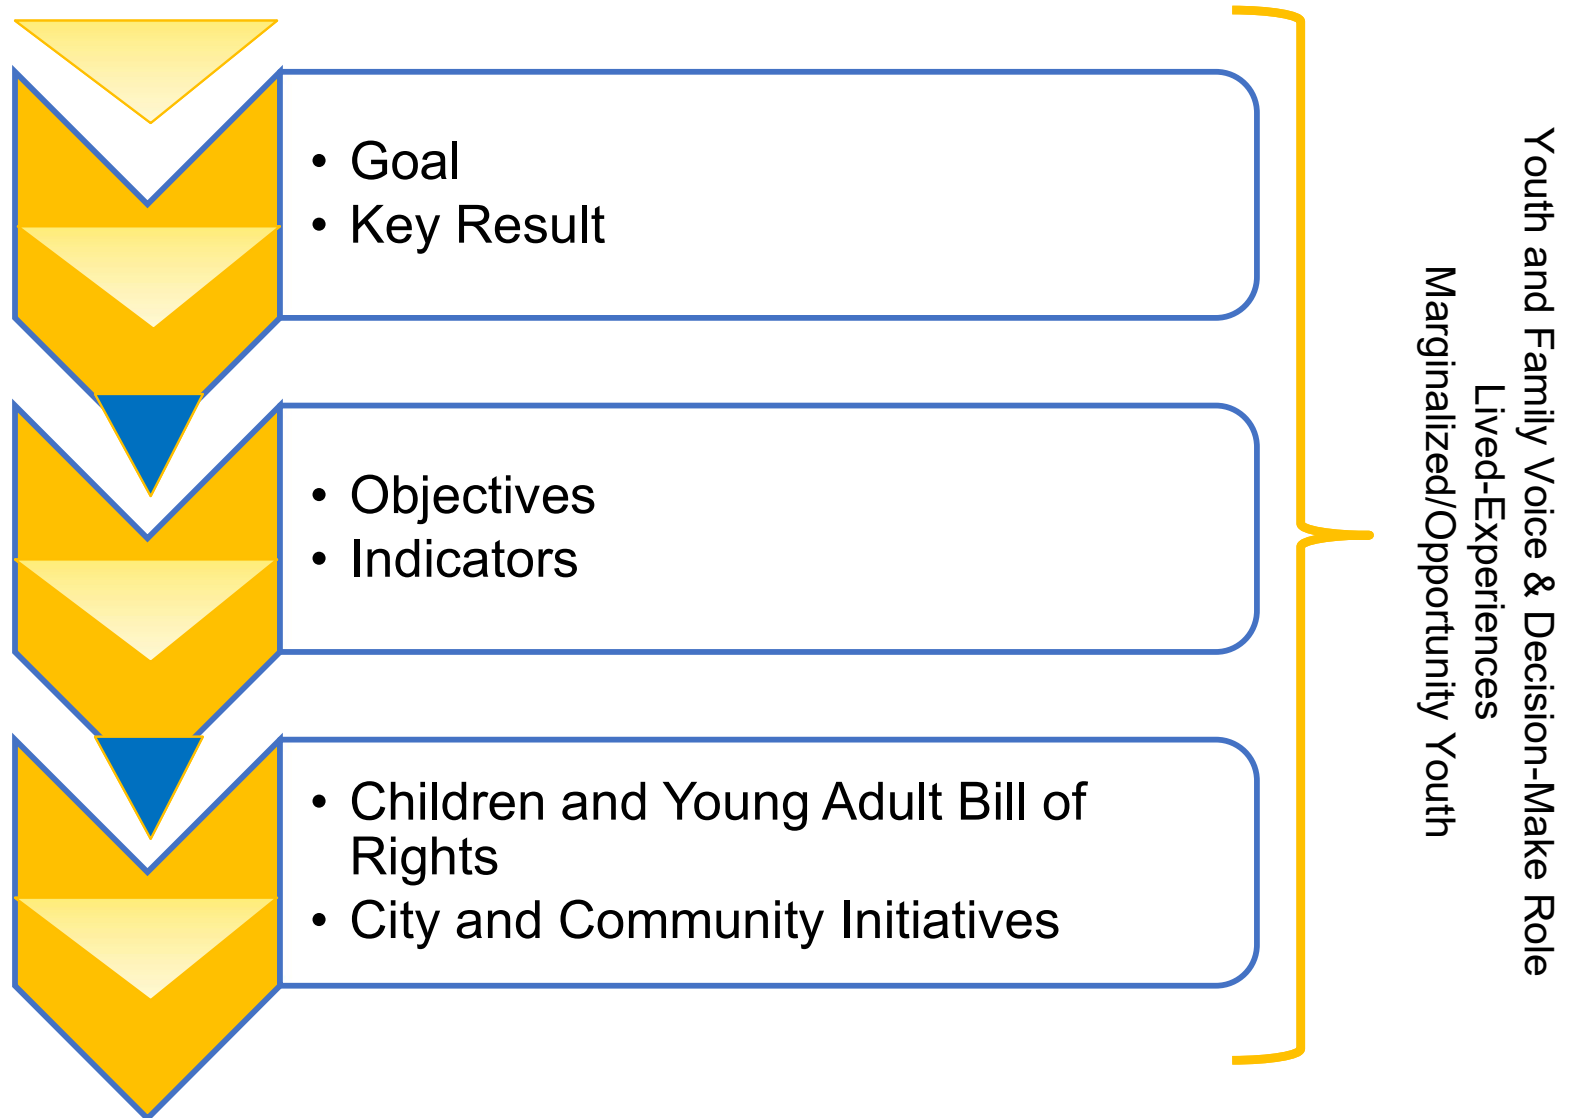 • Goal
• Key Result
• Objectives
• Indicators
• Children and Young Adult Bill of
Rights
• City and Community Initiatives
Youth and Family Voice & Decision-Make Role
Lived-Experiences
Marginalized/Opportunity Youth